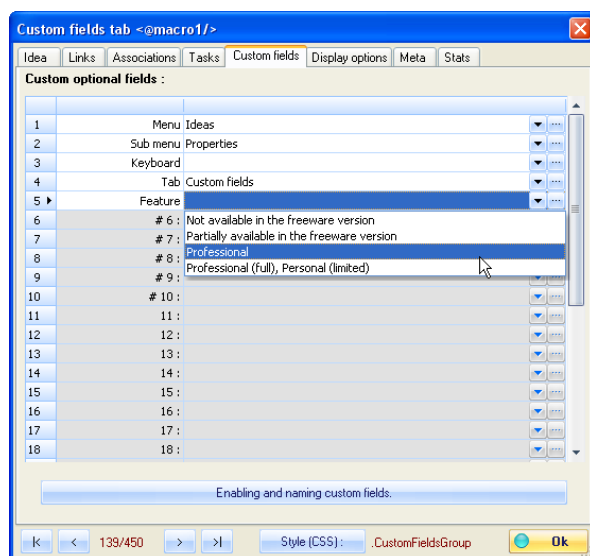 Custom fields tab <@macro1/>
Idea Links Associations Tasks Custom fields Display options Meta Stats
Custom optional fields :
1 Menu Ideas
2 Sub menu Properties
3 Keyboard
4 Tab Custom fields
5 Feature
6 # 6 : Not available in the freeware version
7 # 7 : Partially available in the freeware version
8 # 8 : Professional
9 # 9 : Professional (full), Personal (limited)
10 # 10 :
11 11 :
12 12 :
13 13 :
14 14 :
15 15 :
16 16 :
17 17 :
18 18 :
Enabling and naming custom fields.
139/450 Style (CSS) : .CustomFieldsGroup Ok